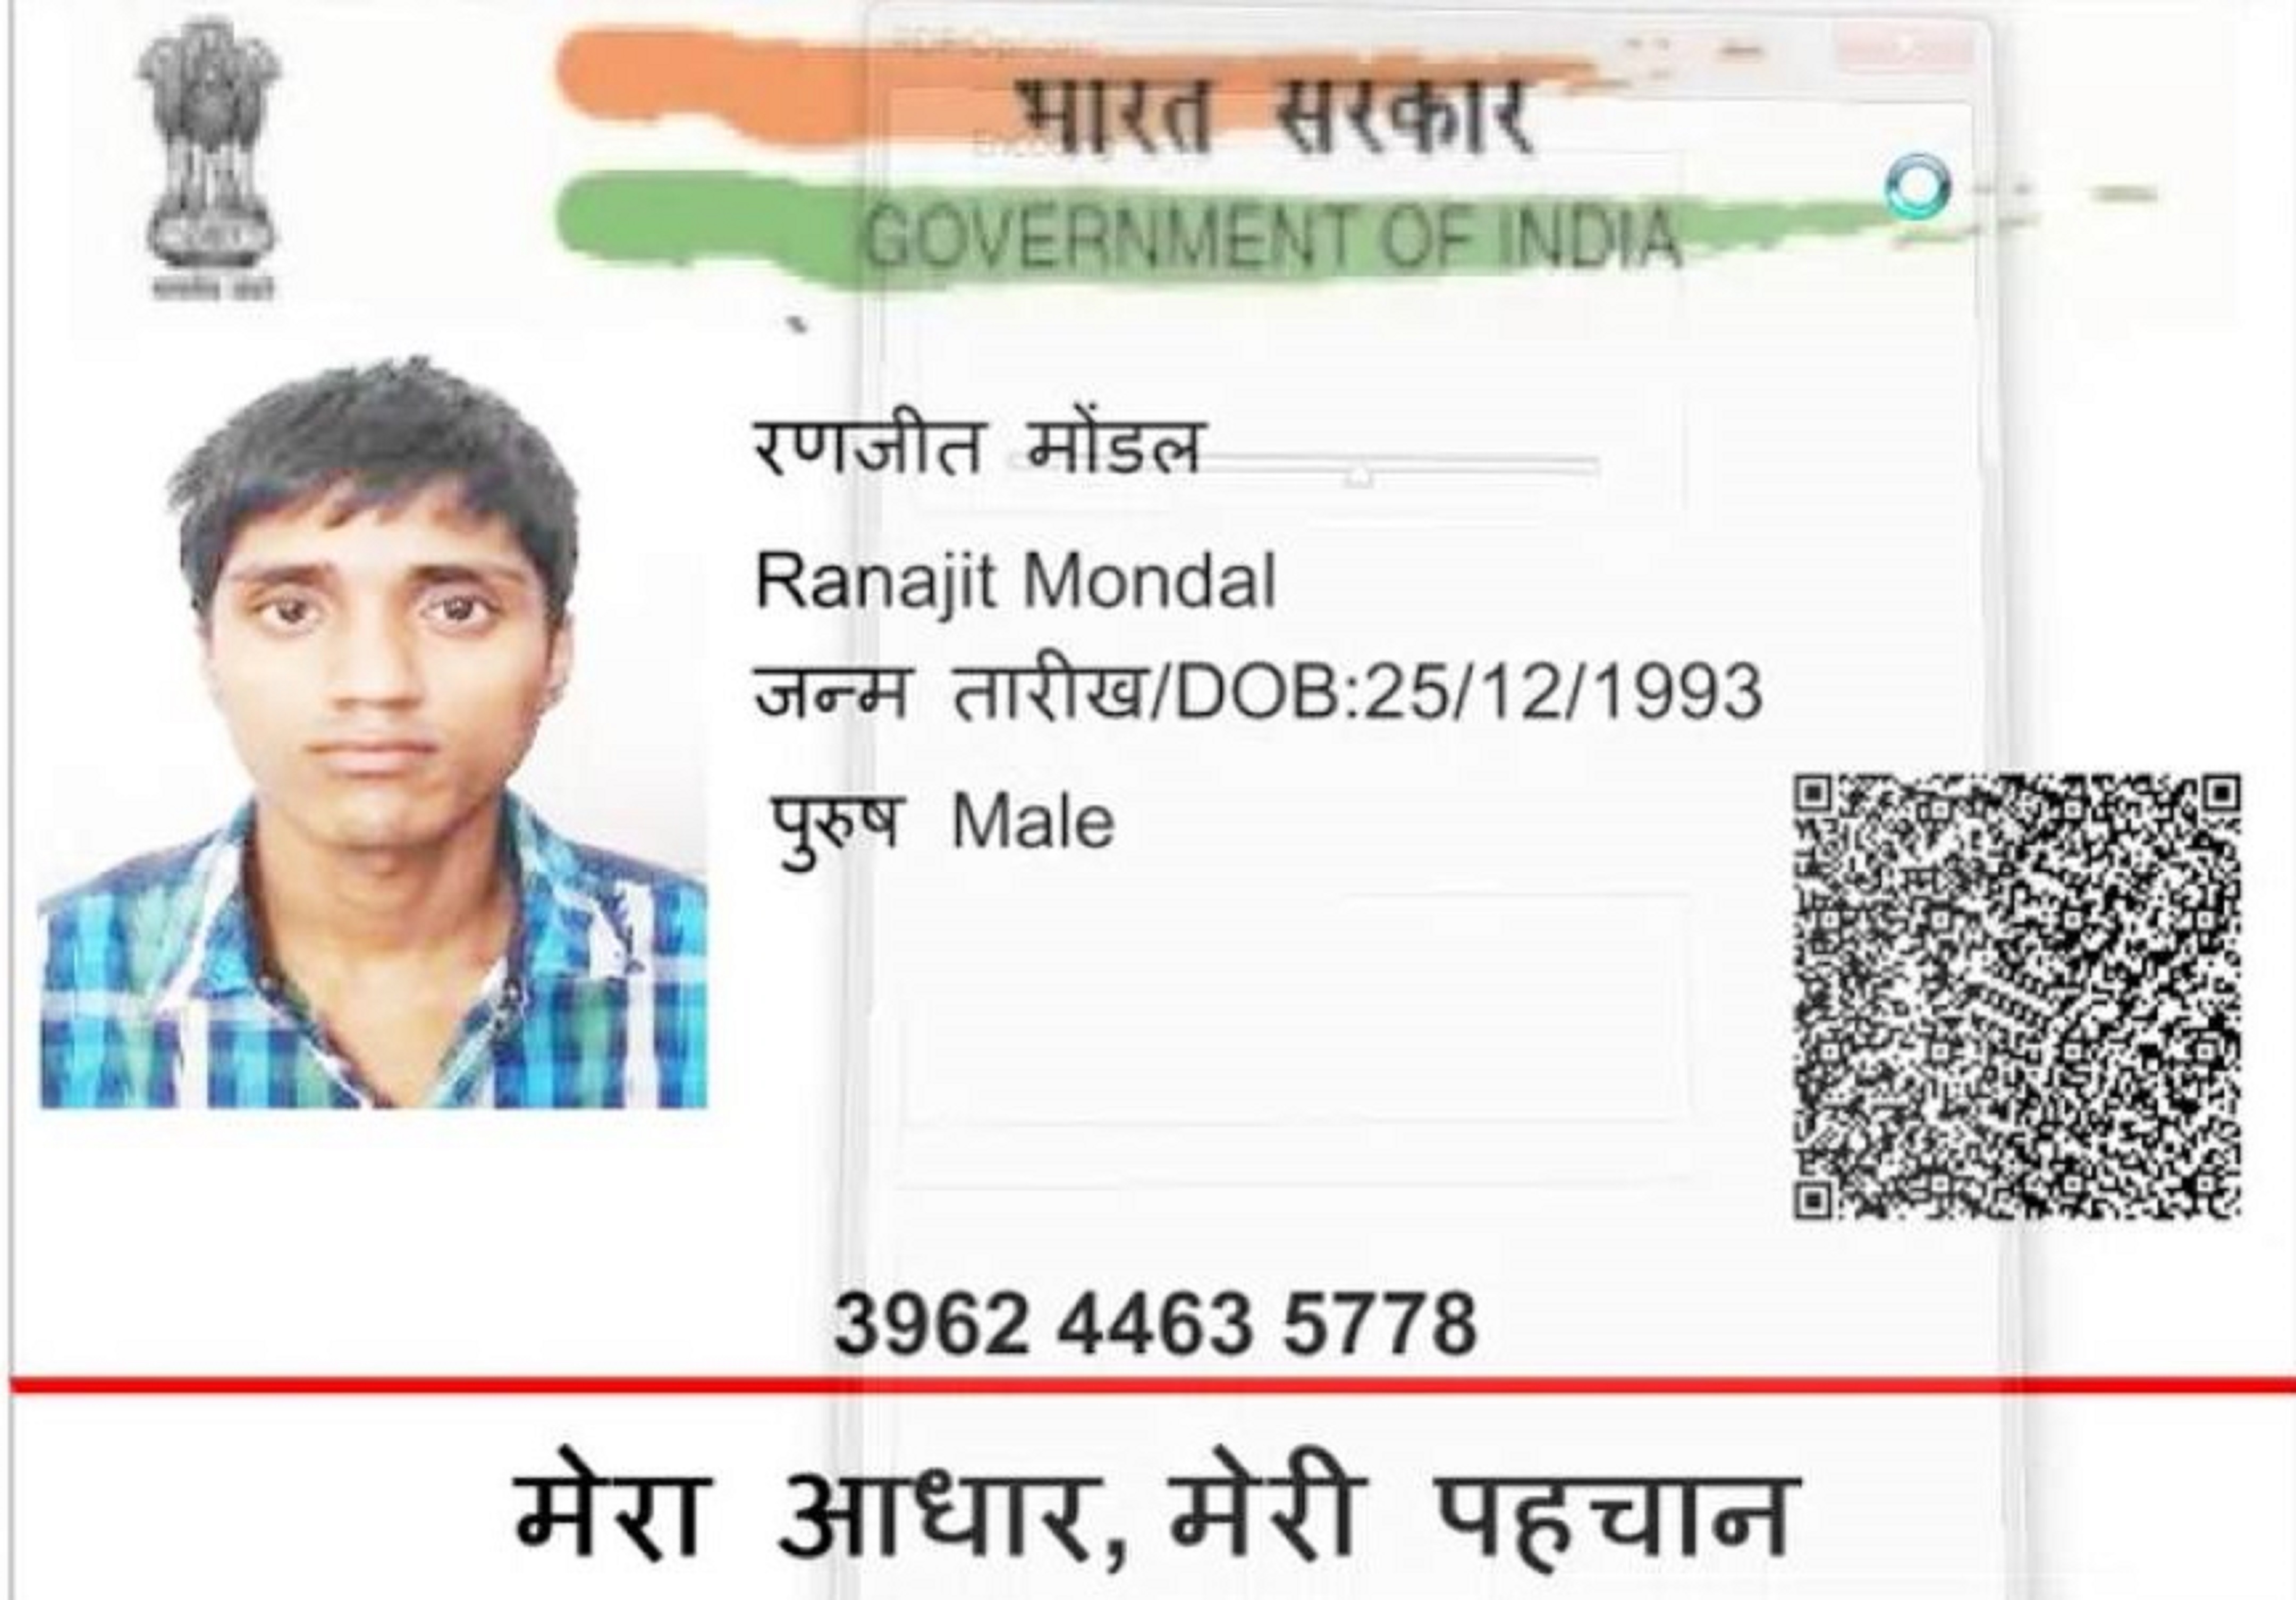 भारत सरकार
GOVERNMENT OF INDIA
रणजीत मोंडल
Ranajit Mondal
जन्म तारीख/DOB:25/12/1993
पुरुष Male
3962 4463 5778
मेरा आधार, मेरी पहचान